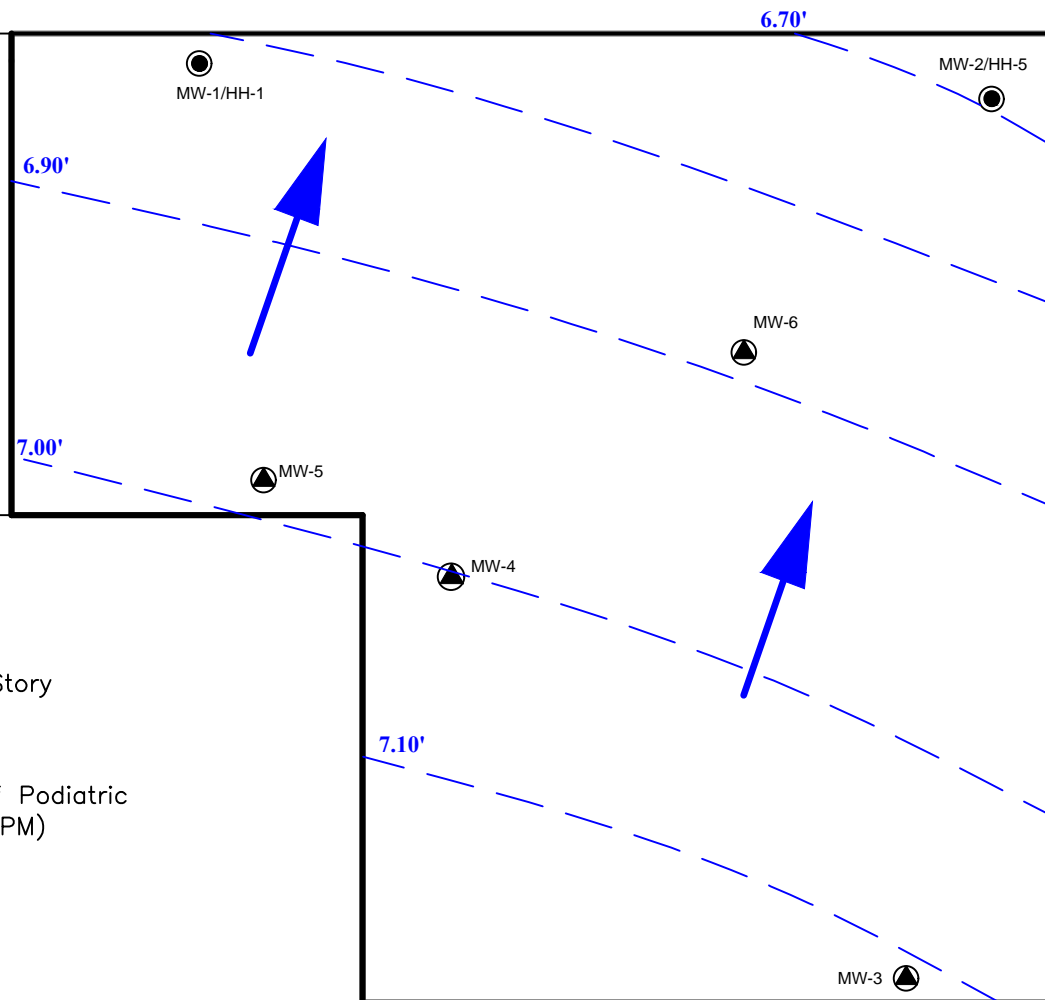 6.70'
MW-2/HH-5
MW-1/HH-1
6.90'
MW-6
7.00'
MW-5
MW-4
Story
7.10'
Podiatric
PM)
MW-3